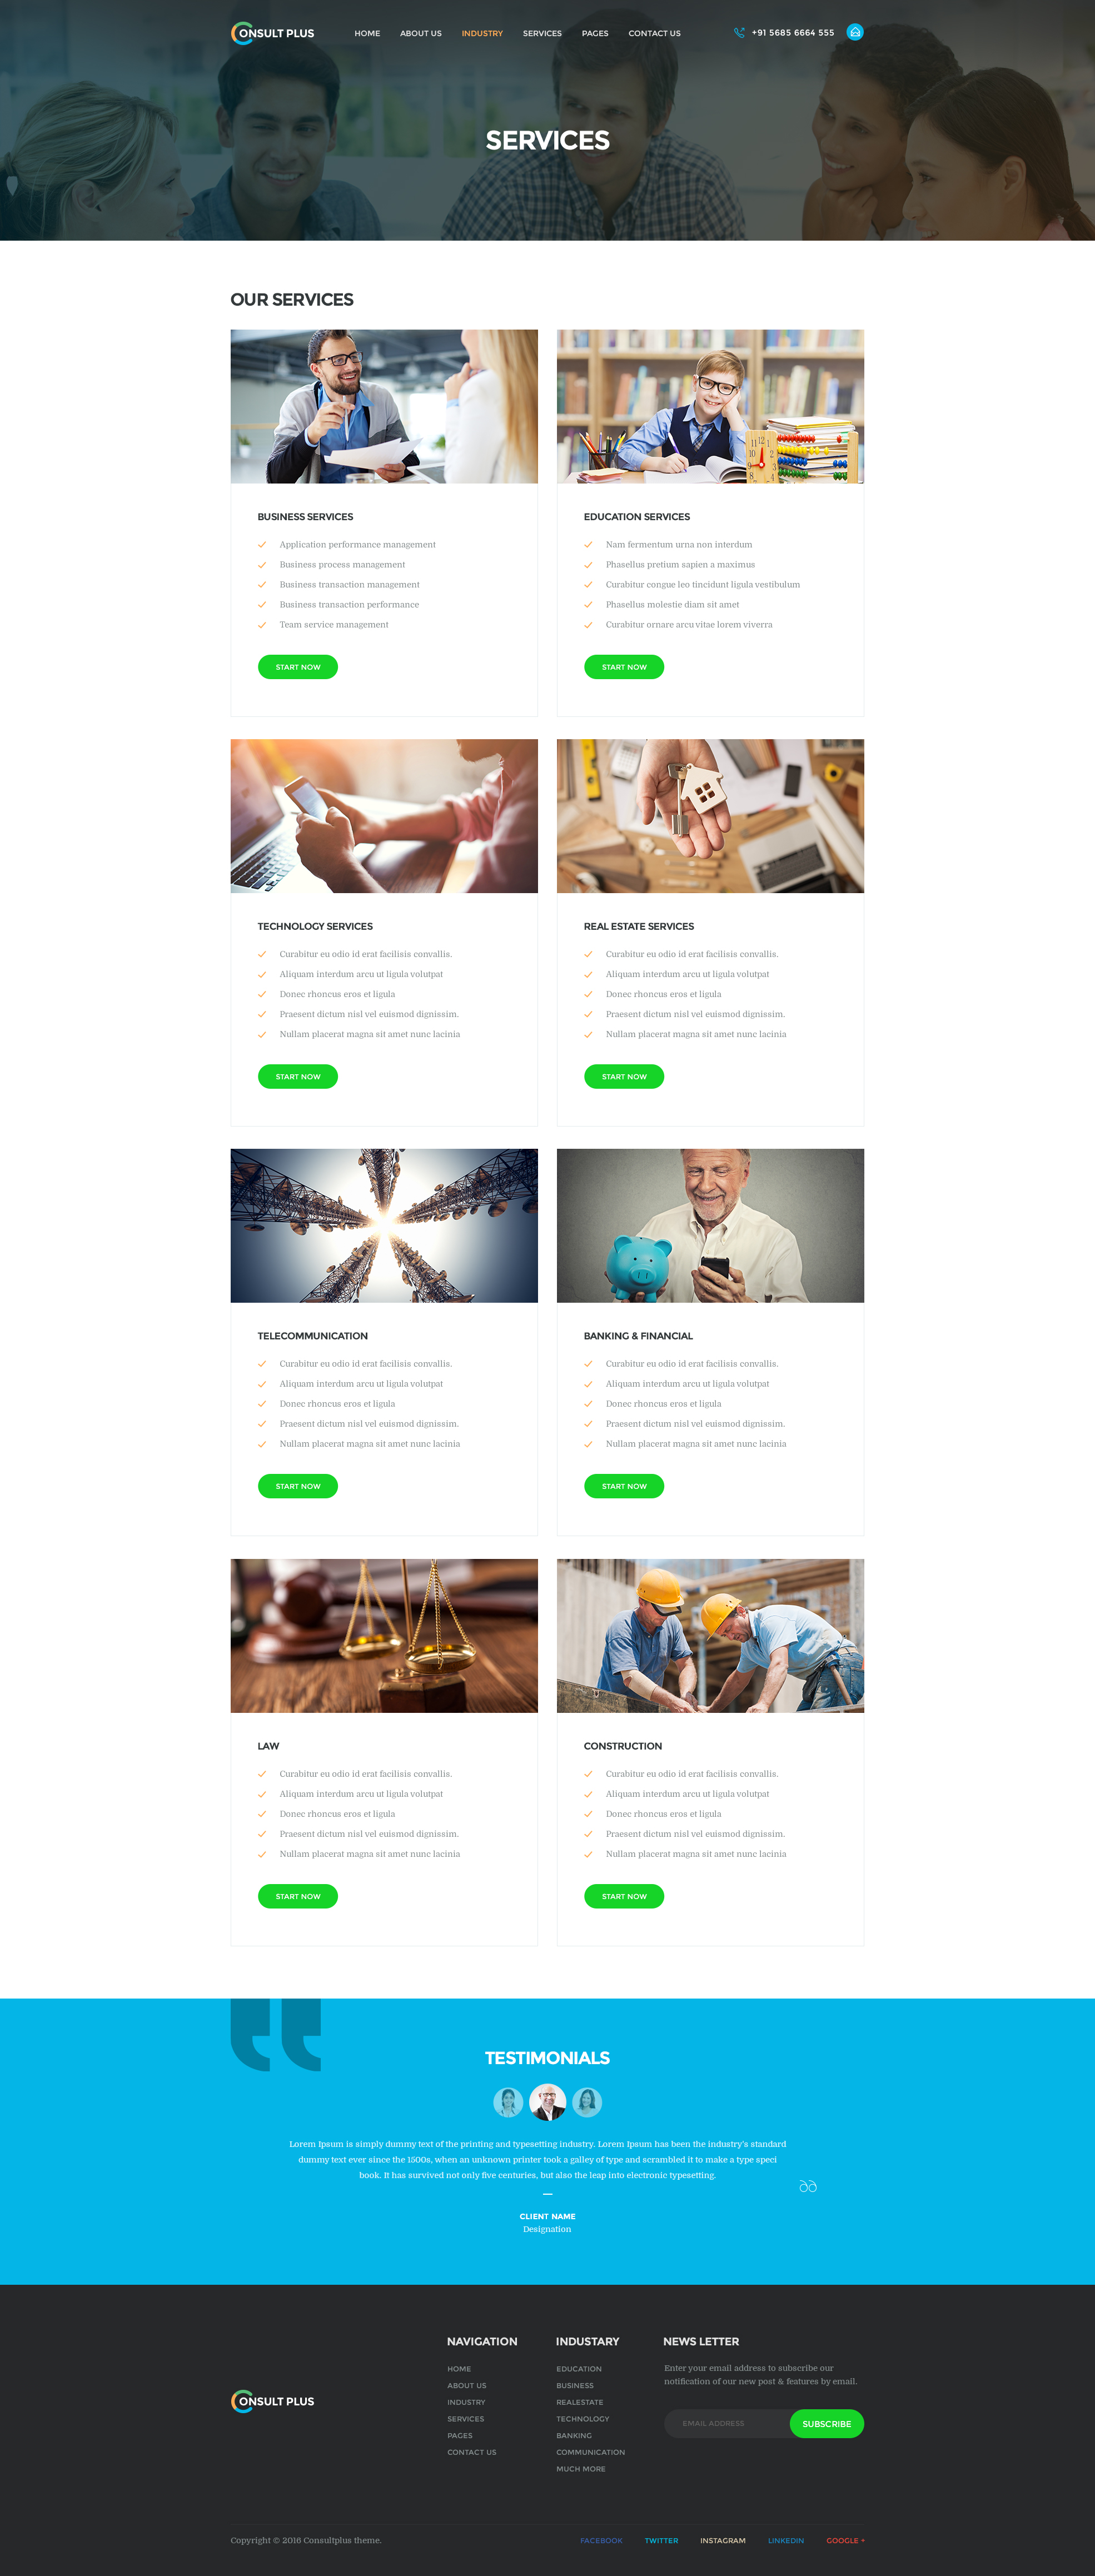 CONSULT PLUS
HOME ABOUT US INDUSTRY SERVICES PAGES CONTACT US
+91 5685 6664 555
SERVICES
OUR SERVICES
BUSINESS SERVICES
Application performance management
Business process management
Business transaction management
Business transaction performance
Team service management
START NOW
EDUCATION SERVICES
Nam fermentum urna non interdum
Phasellus pretium sapien a maximus
Curabitur congue leo tincidunt ligula vestibulum
Phasellus molestie diam sit amet
Curabitur ornare arcu vitae lorem viverra
START NOW
TECHNOLOGY SERVICES
Curabitur eu odio id erat facilisis convallis.
Aliquam interdum arcu ut ligula volutpat
Donec rhoncus eros et ligula
Praesent dictum nisl vel euismod dignissim.
Nullam placerat magna sit amet nunc lacinia
START NOW
REAL ESTATE SERVICES
Curabitur eu odio id erat facilisis convallis.
Aliquam interdum arcu ut ligula volutpat
Donec rhoncus eros et ligula
Praesent dictum nisl vel euismod dignissim.
Nullam placerat magna sit amet nunc lacinia
START NOW
TELECOMMUNICATION
Curabitur eu odio id erat facilisis convallis.
Aliquam interdum arcu ut ligula volutpat
Donec rhoncus eros et ligula
Praesent dictum nisl vel euismod dignissim.
Nullam placerat magna sit amet nunc lacinia
START NOW
BANKING & FINANCIAL
Curabitur eu odio id erat facilisis convallis.
Aliquam interdum arcu ut ligula volutpat
Donec rhoncus eros et ligula
Praesent dictum nisl vel euismod dignissim.
Nullam placerat magna sit amet nunc lacinia
START NOW
LAW
Curabitur eu odio id erat facilisis convallis.
Aliquam interdum arcu ut ligula volutpat
Donec rhoncus eros et ligula
Praesent dictum nisl vel euismod dignissim.
Nullam placerat magna sit amet nunc lacinia
START NOW
CONSTRUCTION
Curabitur eu odio id erat facilisis convallis.
Aliquam interdum arcu ut ligula volutpat
Donec rhoncus eros et ligula
Praesent dictum nisl vel euismod dignissim.
Nullam placerat magna sit amet nunc lacinia
START NOW
TESTIMONIALS
Lorem Ipsum is simply dummy text of the printing and typesetting industry. Lorem Ipsum has been the industry's standard
dummy text ever since the 1500s, when an unknown printer took a galley of type and scrambled it to make a type speci
book. It has survived not only five centuries, but also the leap into electronic typesetting.
CLIENT NAME
Designation
CONSULT PLUS
NAVIGATION
HOME
ABOUT US
INDUSTRY
SERVICES
PAGES
CONTACT US
INDUSTARY
EDUCATION
BUSINESS
REALESTATE
TECHNOLOGY
BANKING
COMMUNICATION
MUCH MORE
NEWS LETTER
Enter your email address to subscribe our
notification of our new post & features by email.
EMAIL ADDRESS
SUBSCRIBE
Copyright © 2016 Consultplus theme.
FACEBOOK TWITTER INSTAGRAM LINKEDIN GOOGLE +